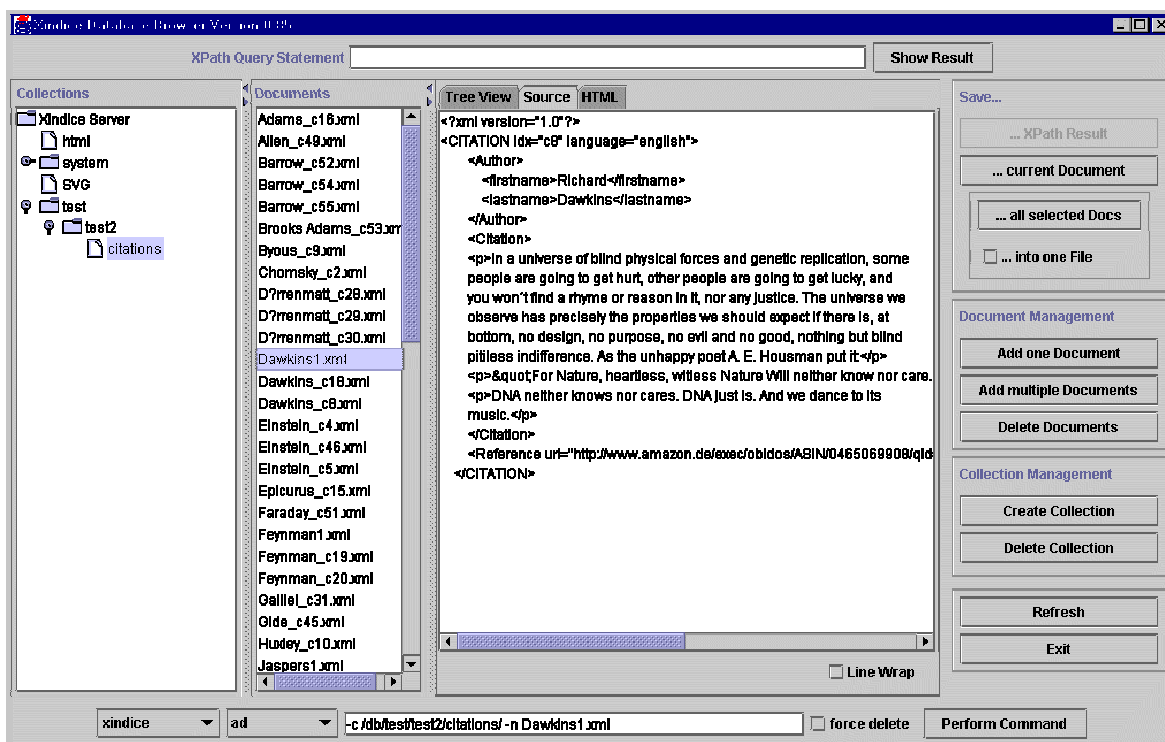 Xindice Database Browser Version 0.85
XPath Query Statement
Show Result
Collections
Xindice Server
html
system
SVG
test
test2
citations
Documents
Adams_c16.xml
Allen_c49.xml
Barrow_c52.xml
Barrow_c54.xml
Barrow_c55.xml
Brooks Adams_c53.xm
Byous_c9.xml
Chomsky_c2.xml
D?rrenmatt_c28.xml
D?rrenmatt_c29.xml
D?rrenmatt_c30.xml
Dawkins1.xml
Dawkins_c18.xml
Dawkins_c8.xml
Einstein_c4.xml
Einstein_c46.xml
Einstein_c5.xml
Epicurus_c15.xml
Faraday_c51.xml
Feynman1.xml
Feynman_c19.xml
Feynman_c20.xml
Galilei_c31.xml
Gide_c45.xml
Huxley_c10.xml
Jaspers1.xml
Tree View Source HTML
<?xml version="1.0"?>
<CITATION idx="c8" language="english">
<Author>
<firstname>Richard</firstname>
<lastname>Dawkins</lastname>
</Author>
<Citation>
<p>In a universe of blind physical forces and genetic replication, some
people are going to get hurt, other people are going to get lucky, and
you won´t find a rhyme or reason in it, nor any justice. The universe we
observe has precisely the properties we should expect if there is, at
bottom, no design, no purpose, no evil and no good, nothing but blind
pitiless indifference. As the unhappy poet A. E. Housman put it:</p>
<p>&quot;For Nature, heartless, witless Nature Will neither know nor care.
<p>DNA neither knows nor cares. DNA just is. And we dance to its
music.</p>
</Citation>
<Reference url="http://www.amazon.de/exec/obidos/ASIN/0465069908/qid
</CITATION>
Line Wrap
Save...
... XPath Result
... current Document
... all selected Docs
... into one File
Document Management
Add one Document
Add multiple Documents
Delete Documents
Collection Management
Create Collection
Delete Collection
Refresh
Exit
xindice ad -c /db/test/test2/citations/ -n Dawkins1.xml force delete Perform Command